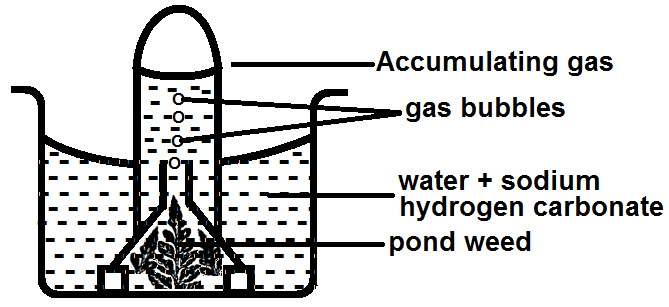 Accumulating gas
gas bubbles
water + sodium
hydrogen carbonate
pond weed